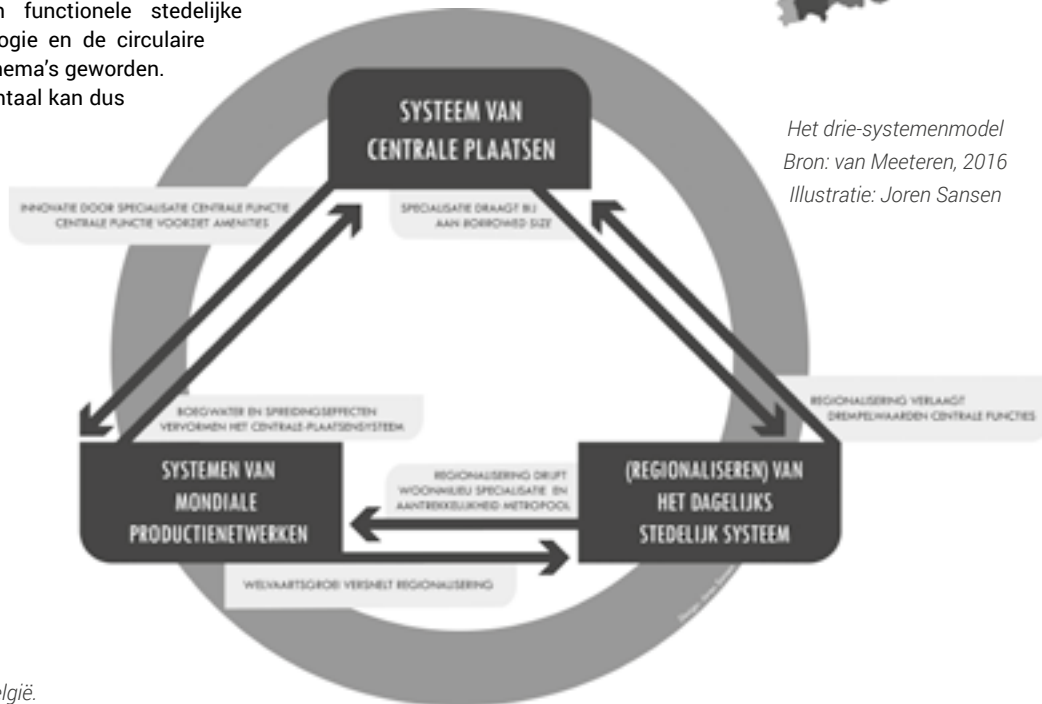 functionele stedelijke
ogie en de circulaire
hema's geworden.
ntaal kan dus
Het drie-systemenmodel
Bron: van Meeteren, 2016
Illustratie: Joren Sansen
SYSTEEM VAN
CENTRALE PLAATSEN
INNOVATIE DOOR SPECIALISATIE CENTRALE FUNCTIE
CENTRALE FUNCTIE VOORZIET AMENITIES
SPECIALISATIE DRAAGT BIJ
AAN BORROWED SIZE
BOEGWATER EN SPREIDINGSEFFECTEN
VERVORMEN HET CENTRALE-PLAATSENSYSTEEM
REGIONALISERING VERLAAGT
DREMPELWAARDEN CENTRALE FUNCTIES
SYSTEMEN VAN
MONDIALE
PRODUCTIENETWERKEN
REGIONALISERING DRIJFT
WOONMILIEU SPECIALISATIE EN
AANTREKKELIJKHEID METROPOOL
(REGIONALISEREN) VAN
HET DAGELIJKS
STEDELIJK SYSTEEM
WELVAARTSGROEI VERSNELT REGIONALISERING
elgië.